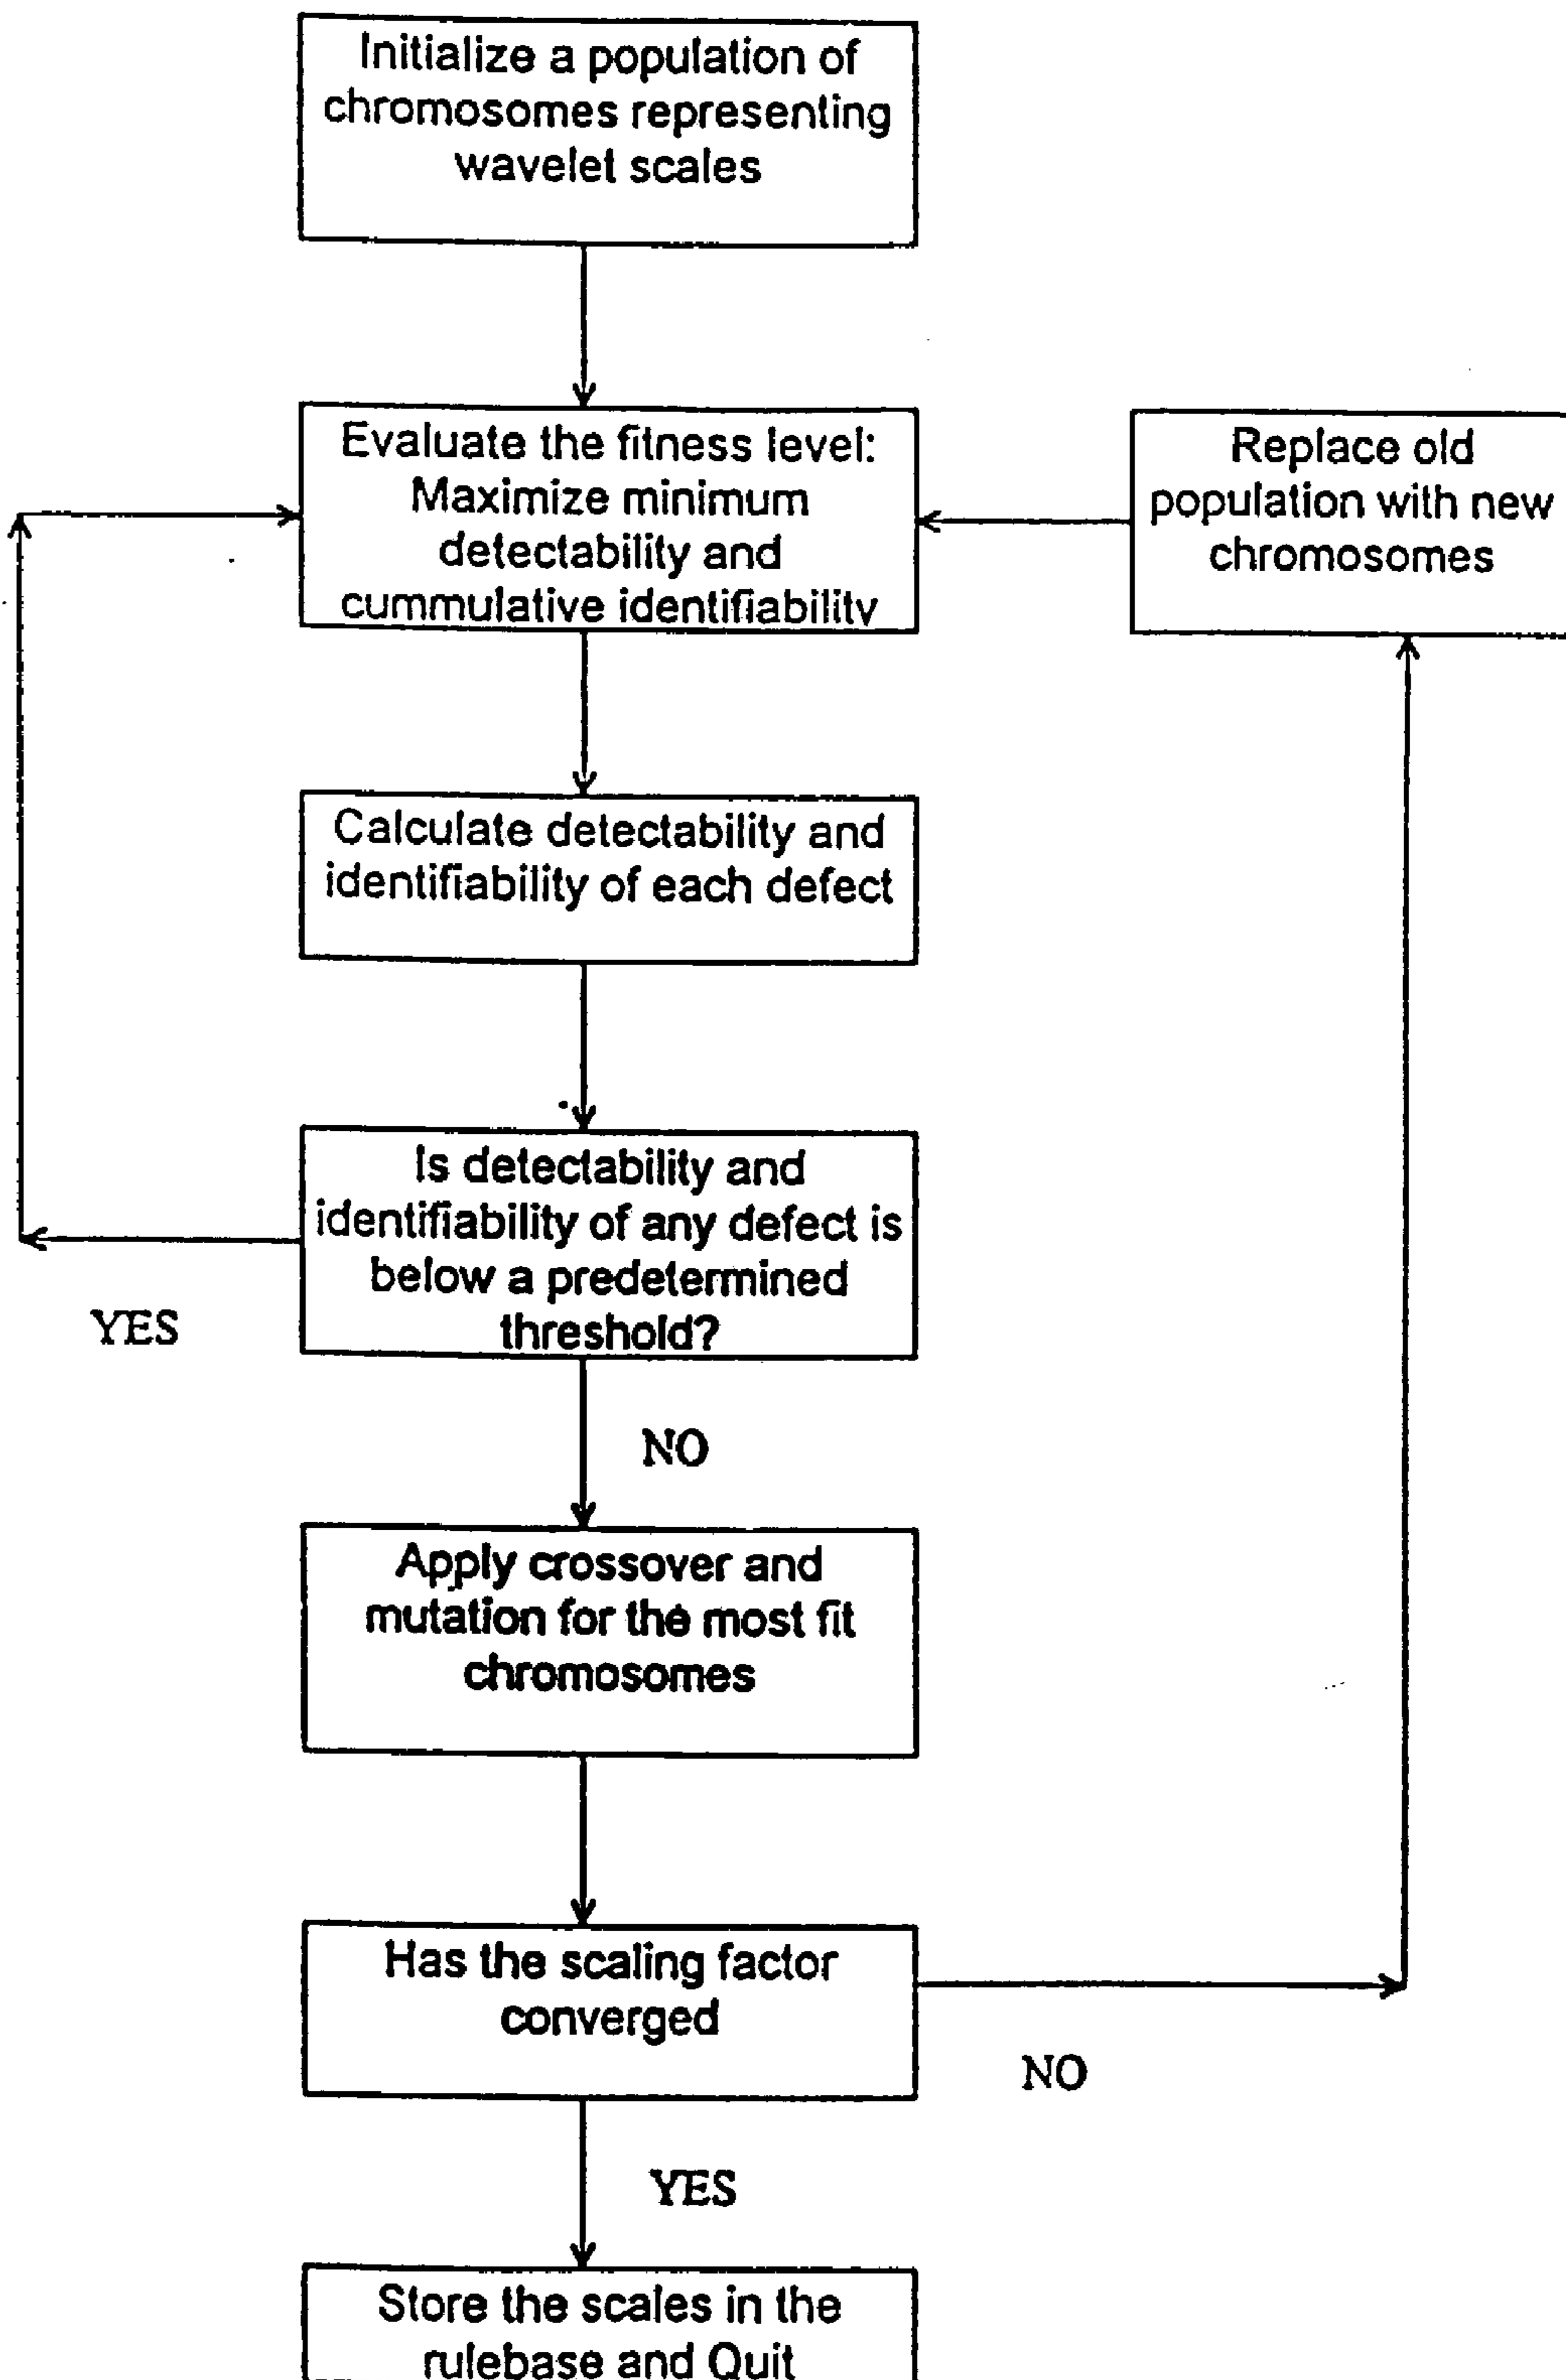 Initialize a population of
chromosomes representing
wavelet scales
Evaluate the fitness level:
Maximize minimum
detectability and
cummulative identifiability
Replace old
population with new
chromosomes
Calculate detectability and
identifiability of each defect
Is detectability and
identifiability of any defect is
below a predetermined
threshold?
YES
NO
Apply crossover and
mutation for the most fit
chromosomes
Has the scaling factor
converged
NO
YES
Store the scales in the
rulebase and Quit